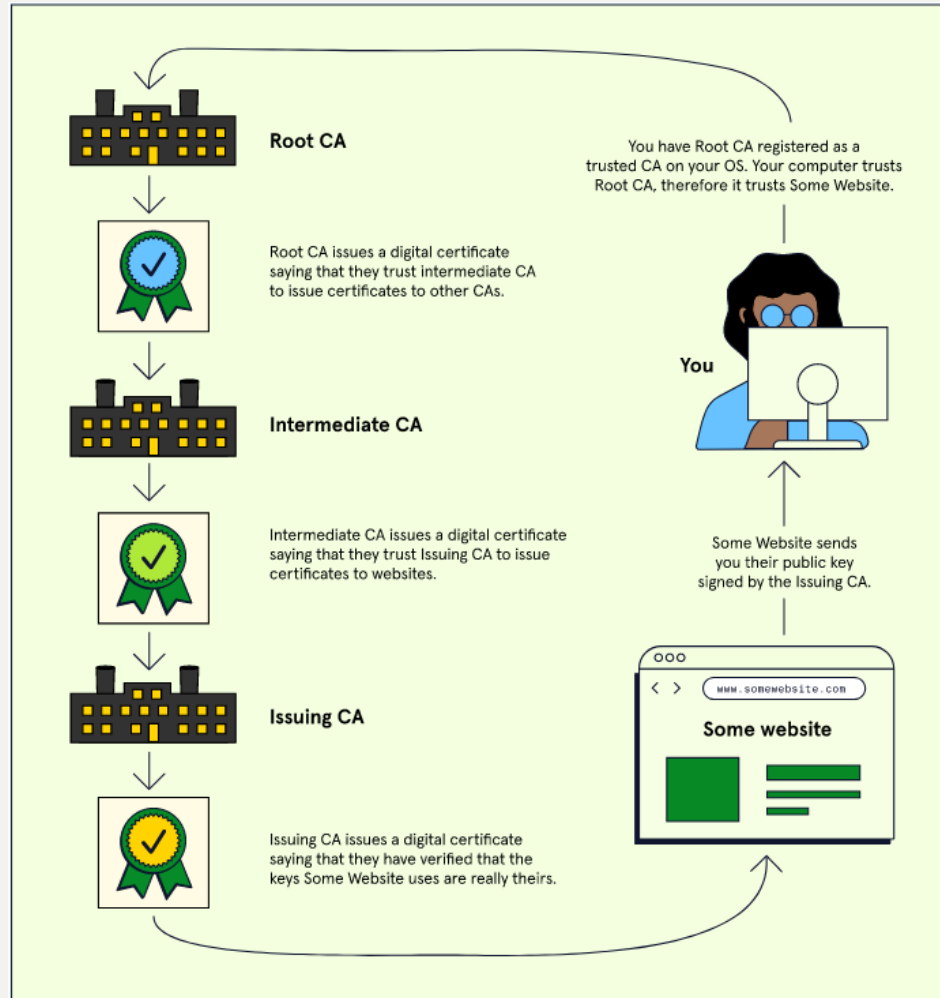 Root CA
You have Root CA registered as a
trusted CA on your OS. Your computer trusts
Root CA, therefore it trusts Some Website.
Root CA issues a digital certificate
saying that they trust intermediate CA
to issue certificates to other CAs.
You
Intermediate CA
Intermediate CA issues a digital certificate
saying that they trust Issuing CA to issue
certificates to websites.
Some Website sends
you their public key
signed by the Issuing CA.
www.somewebsite.com
Some website
Issuing CA
Issuing CA issues a digital certificate
saying that they have verified that the
keys Some Website uses are really theirs.